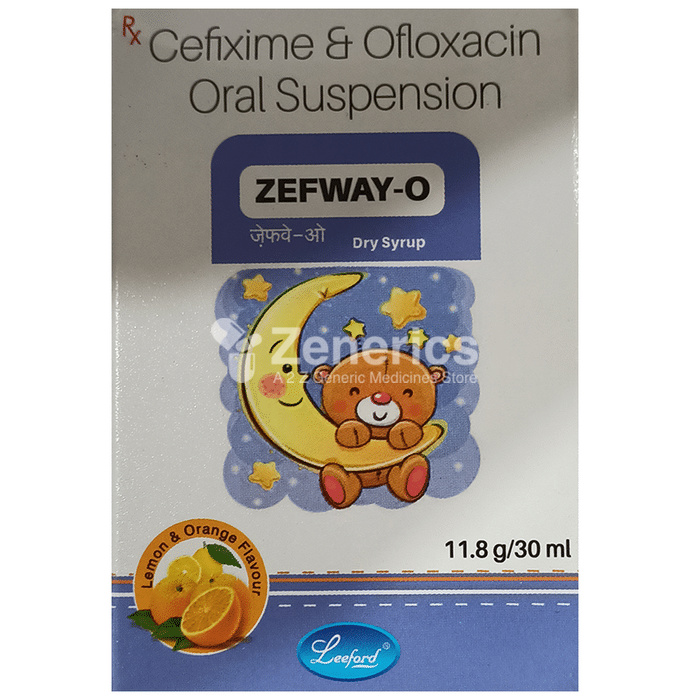 Rx Cefixime & Ofloxacin
Oral Suspension
ZEFWAY-O
ज़ेफवे-ओ Dry Syrup
Zenerics
A 2 Z Generic Medicines Store
Lemon & Orange Flavour
11.8 g/30 ml
Leeford®